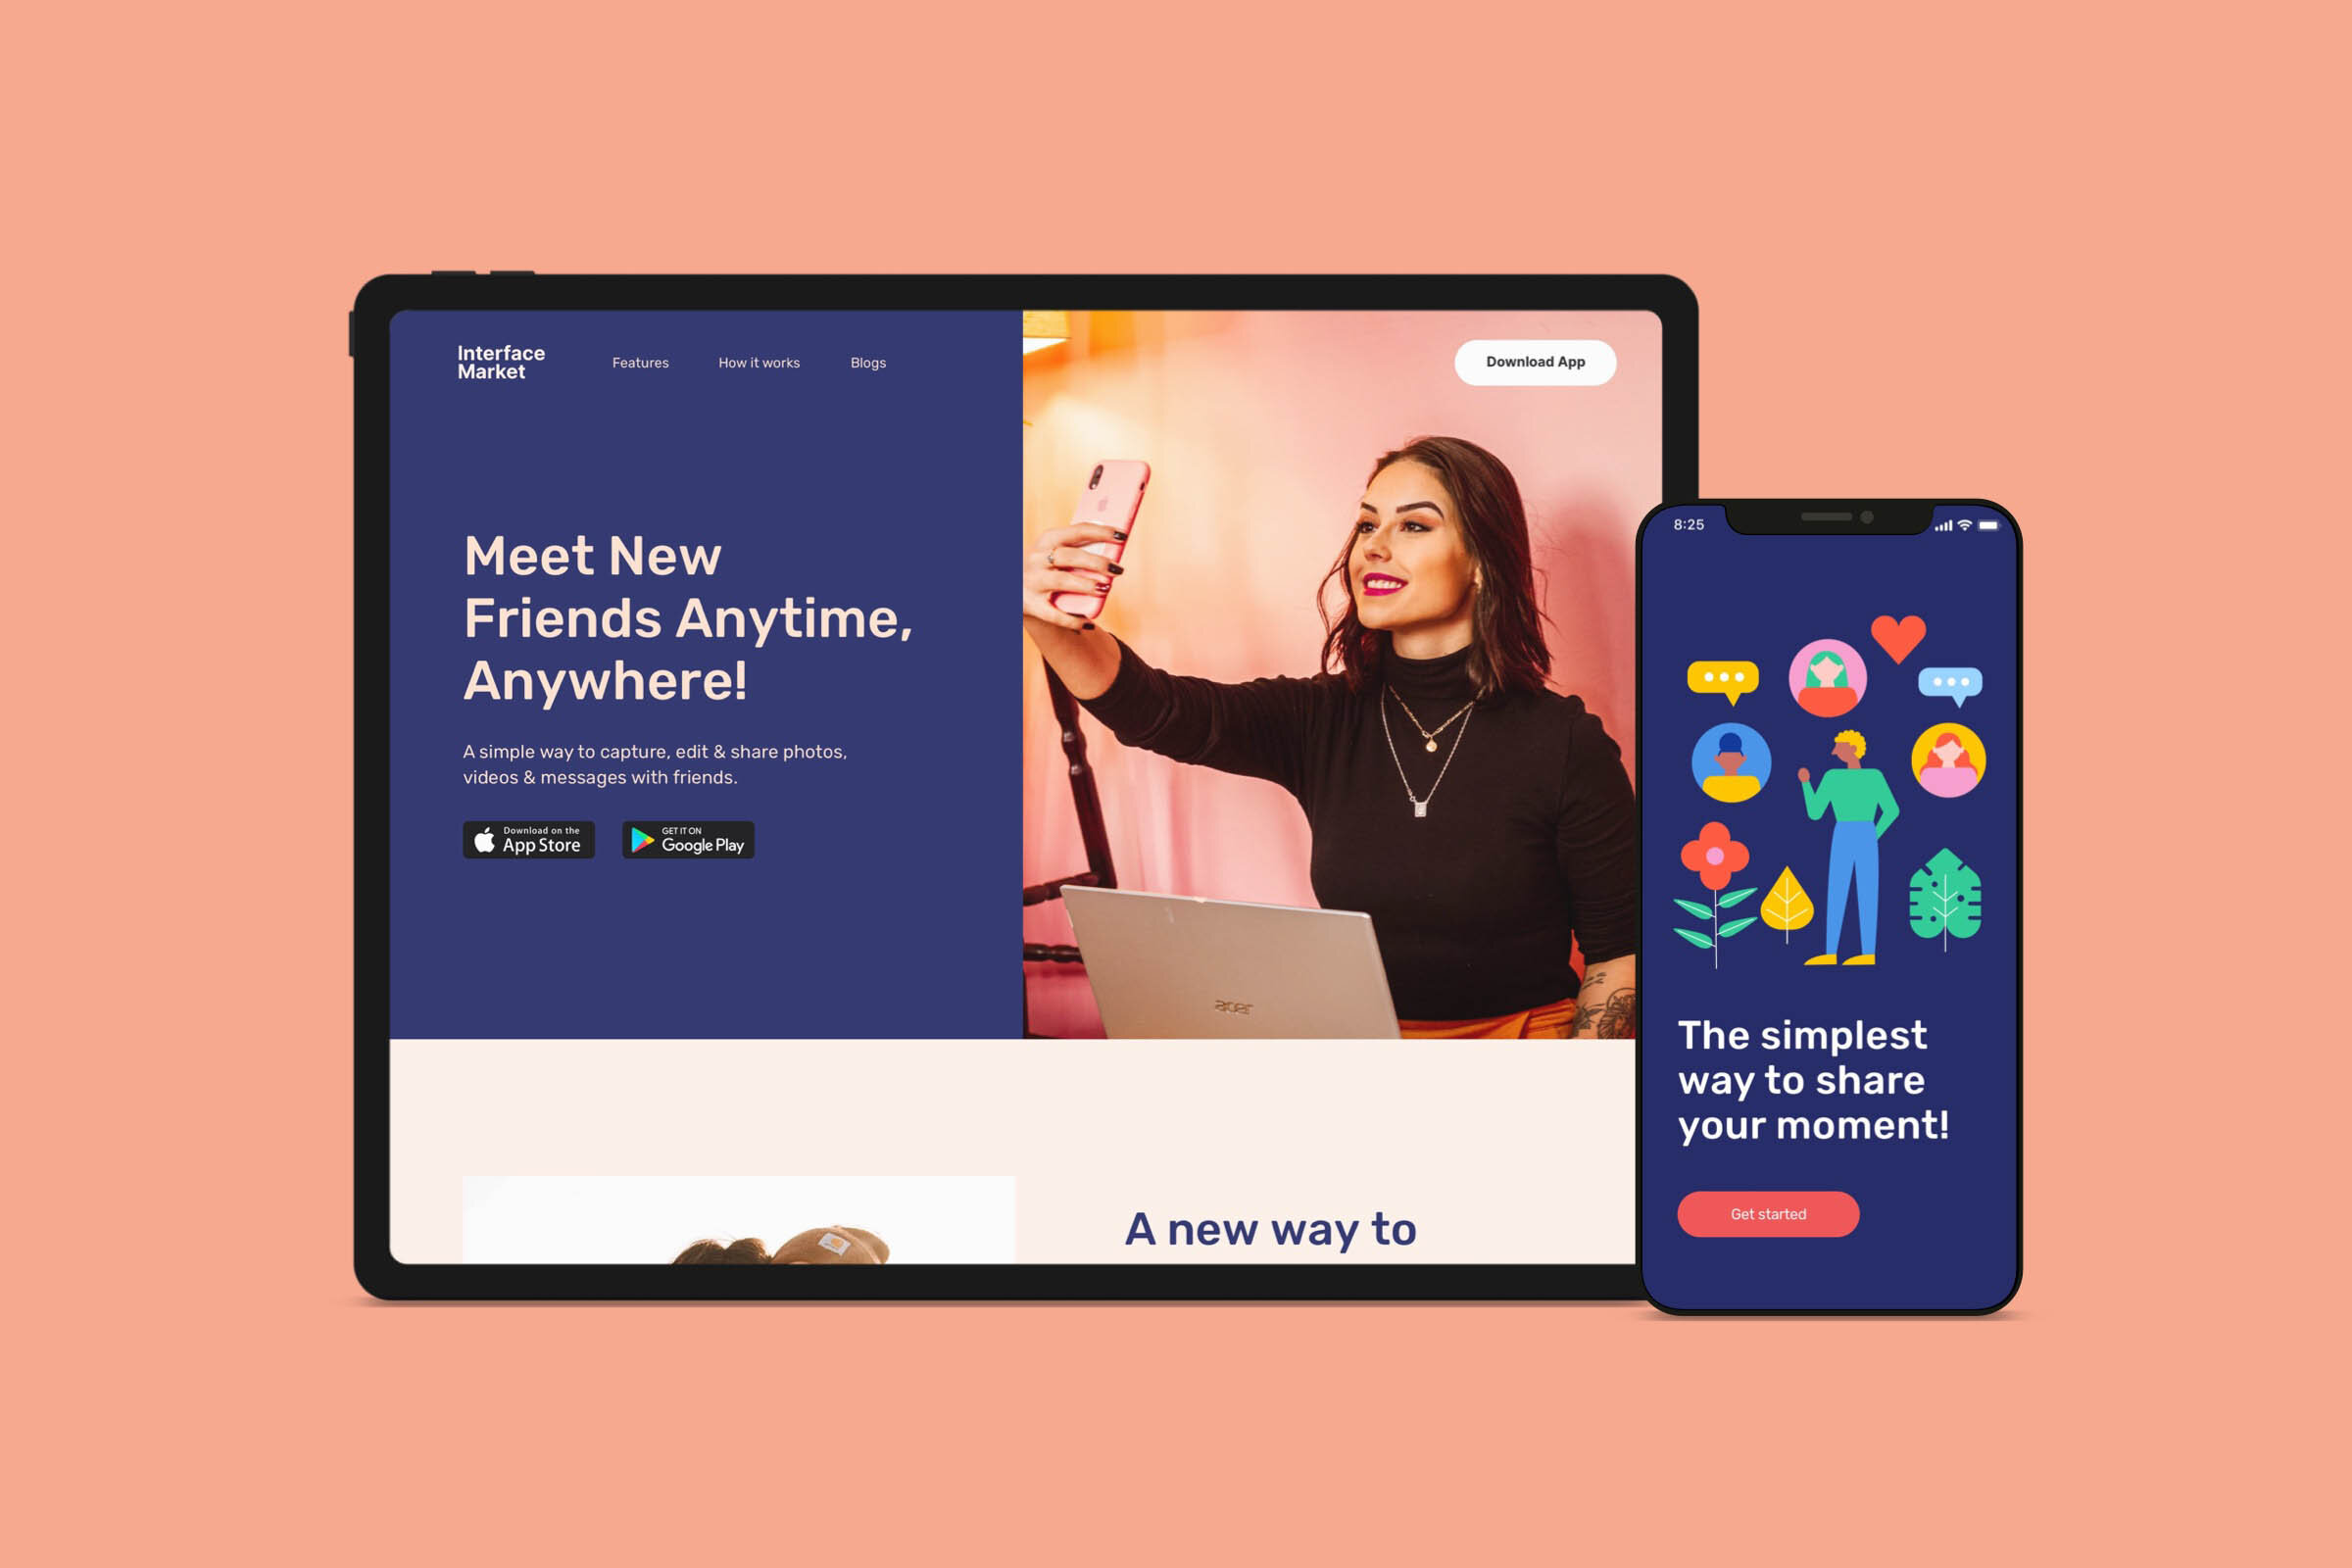 Interface
Market
Features
How it works
Blogs
Download App
Meet New
Friends Anytime,
Anywhere!
A simple way to capture, edit & share photos,
videos & messages with friends.
Download on the
App Store
GET IT ON
Google Play
acer
A new way to
8:25
The simplest
way to share
your moment!
Get started